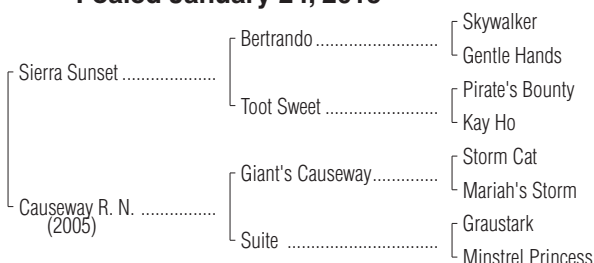 Skywalker
Bertrando ........................
Gentle Hands
Sierra Sunset ...................
Pirate's Bounty
Toot Sweet ......................
Kay Ho
Storm Cat
Giant's Causeway.............
Mariah's Storm
Causeway R. N. ...............
(2005)
Graustark
Suite ..............................
Minstrel Princess